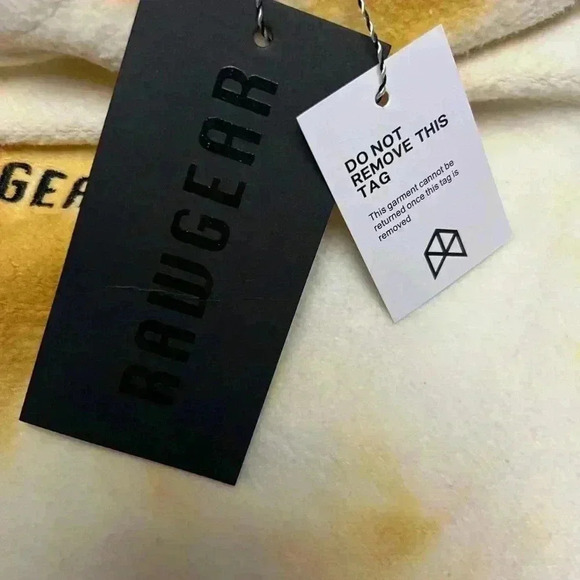 GEA
RAWGEAR
DO NOT
REMOVE THIS
TAG
This garment cannot be
returned once this tag is
removed